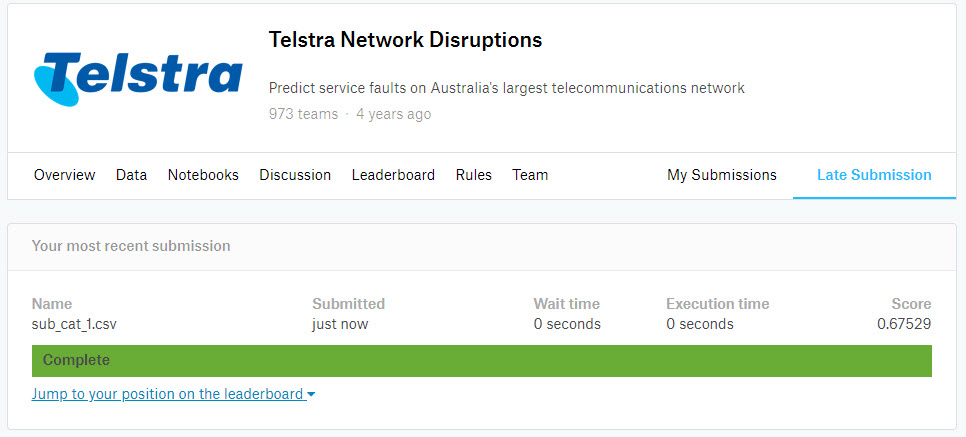 Telstra
Telstra Network Disruptions
Predict service faults on Australia's largest telecommunications network
973 teams · 4 years ago
Overview Data Notebooks Discussion Leaderboard Rules Team My Submissions Late Submission
Your most recent submission
Name Submitted Wait time Execution time Score
sub_cat_1.csv just now 0 seconds 0 seconds 0.67529
Complete
Jump to your position on the leaderboard